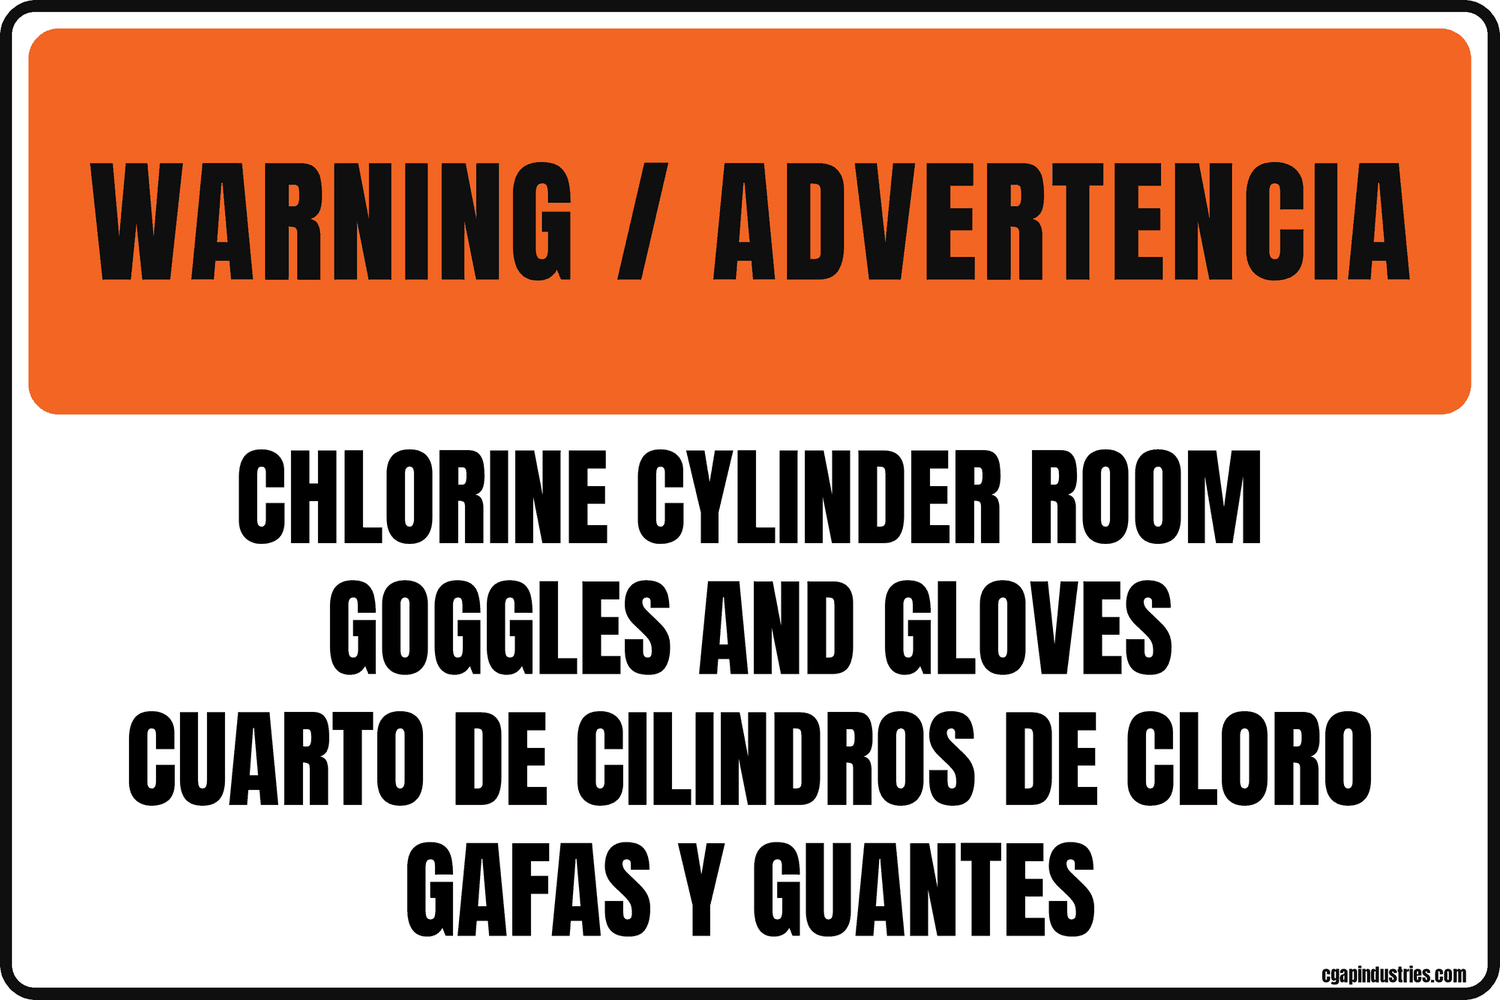 WARNING / ADVERTENCIA
CHLORINE CYLINDER ROOM
GOGGLES AND GLOVES
CUARTO DE CILINDROS DE CLORO
GAFAS Y GUANTES
cgapindustries.com